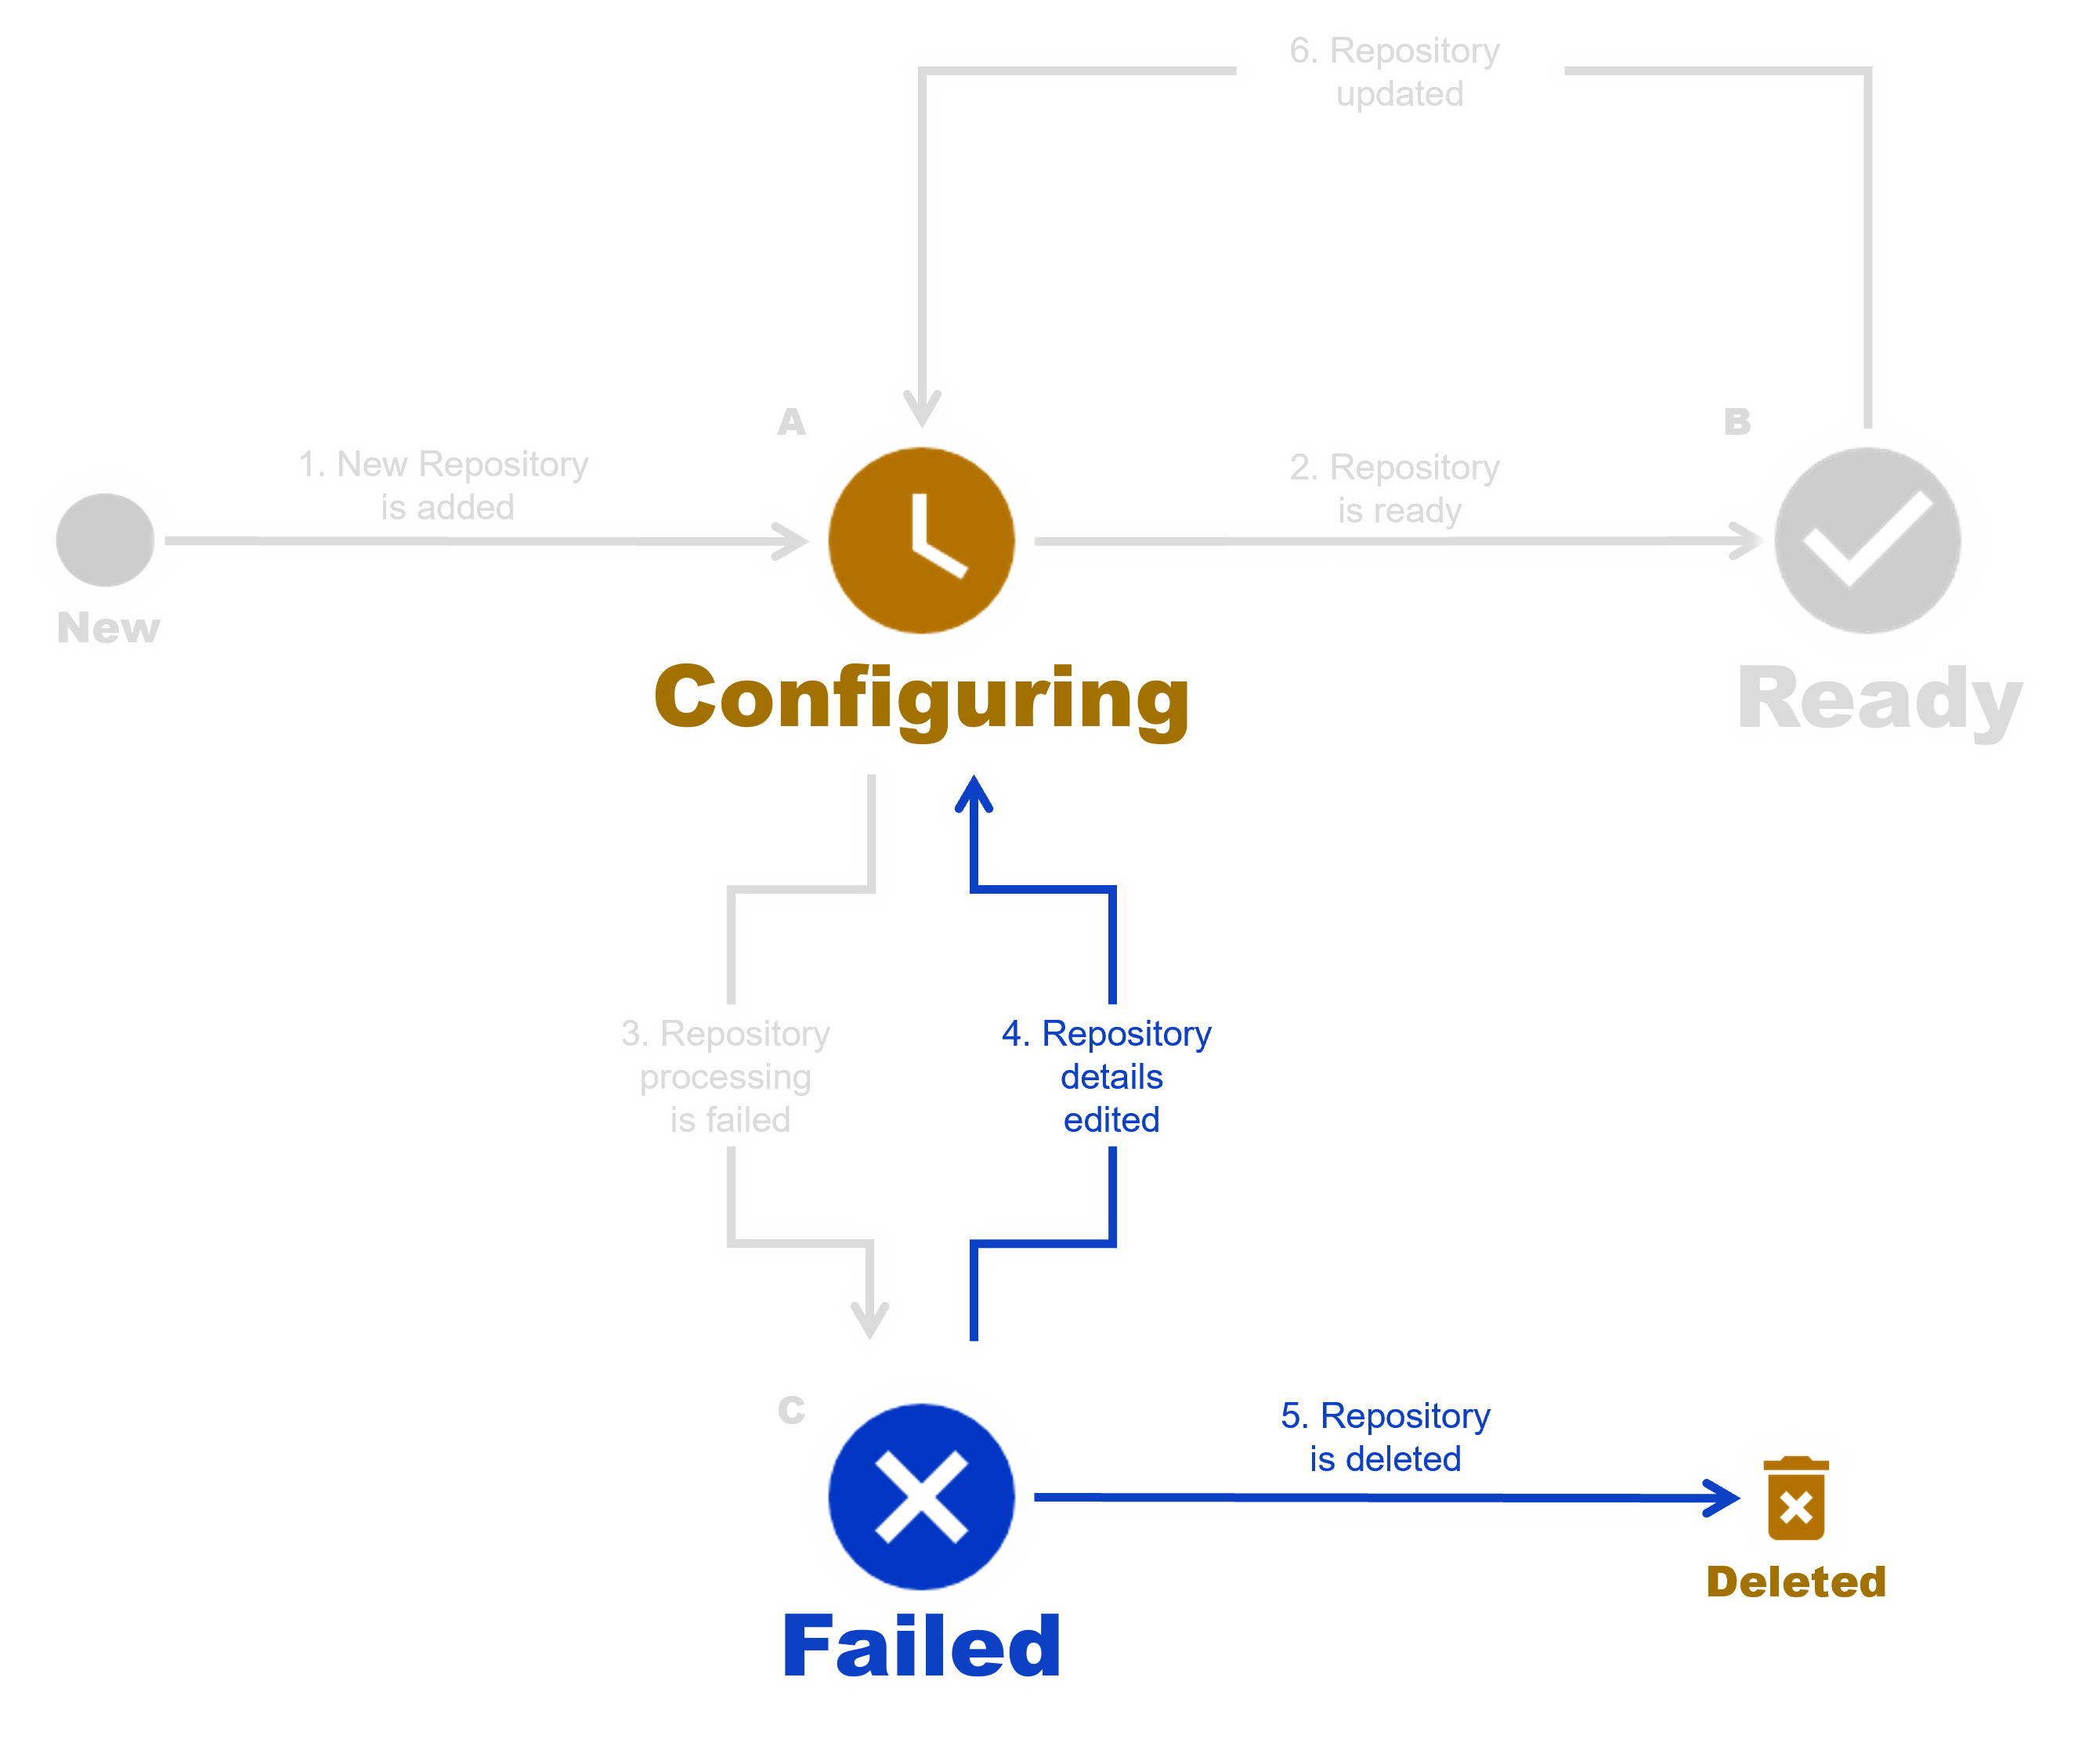 6. Repository
updated
A
B
1. New Repository
is added
2. Repository
is ready
New
Configuring
Ready
3. Repository
processing
is failed
4. Repository
details
edited
C
5. Repository
is deleted
Deleted
Failed